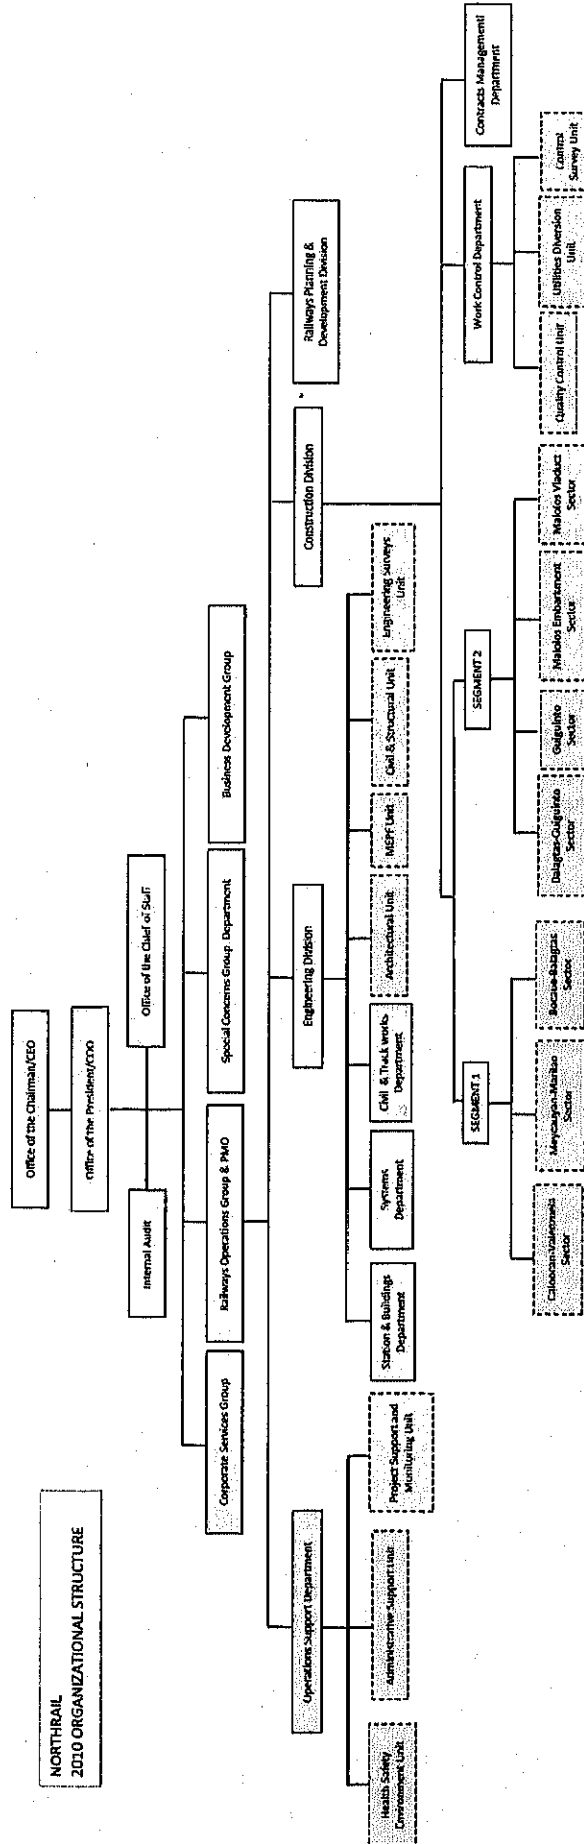 NORTHRAIL
2010 ORGANIZATIONAL STRUCTURE
Office of the Chairman/CEO
Office of the President/COO
Internal Audit
Office of the Chief of Staff
Corporate Services Group
Railways Operations Group & PMO
Special Concerns Group Department
Business Development Group
Operations Support Department
Engineering Division
Construction Division
Railways Planning &
Development Division
Health Safety
Environment Unit
Administrative Support Unit
Project Support and
Monitoring Unit
Station & Buildings
Department
Systems
Department
Civil & Track works
Department
Architectural Unit
MEPF Unit
Civil & Structural Unit
Engineering Surveys
Unit
SEGMENT 1
SEGMENT 2
Work Control Department
Contracts Management
Department
Caloocan-Valenzuela
Sector
Meycauyan-Marilao
Sector
Bocaue-Balagtas
Sector
Balagtas-Guiguinto
Sector
Guiguinto
Sector
Malolos Embartment
Sector
Malolos Viaduct
Sector
Quality Control Unit
Utilities Diversion
Unit
Control
Survey Unit